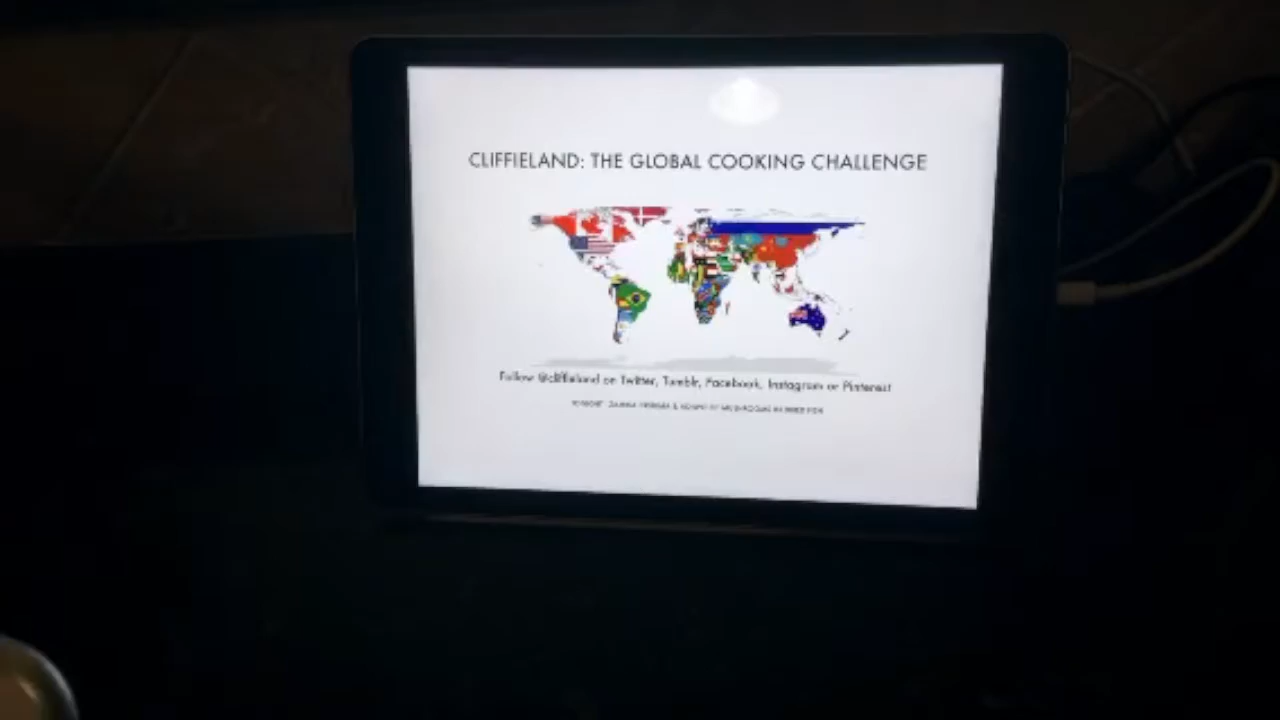 CLIFFIELAND: THE GLOBAL COOKING CHALLENGE
Follow @cliffieland on Twitter, Tumblr, Facebook, Instagram or Pinterest